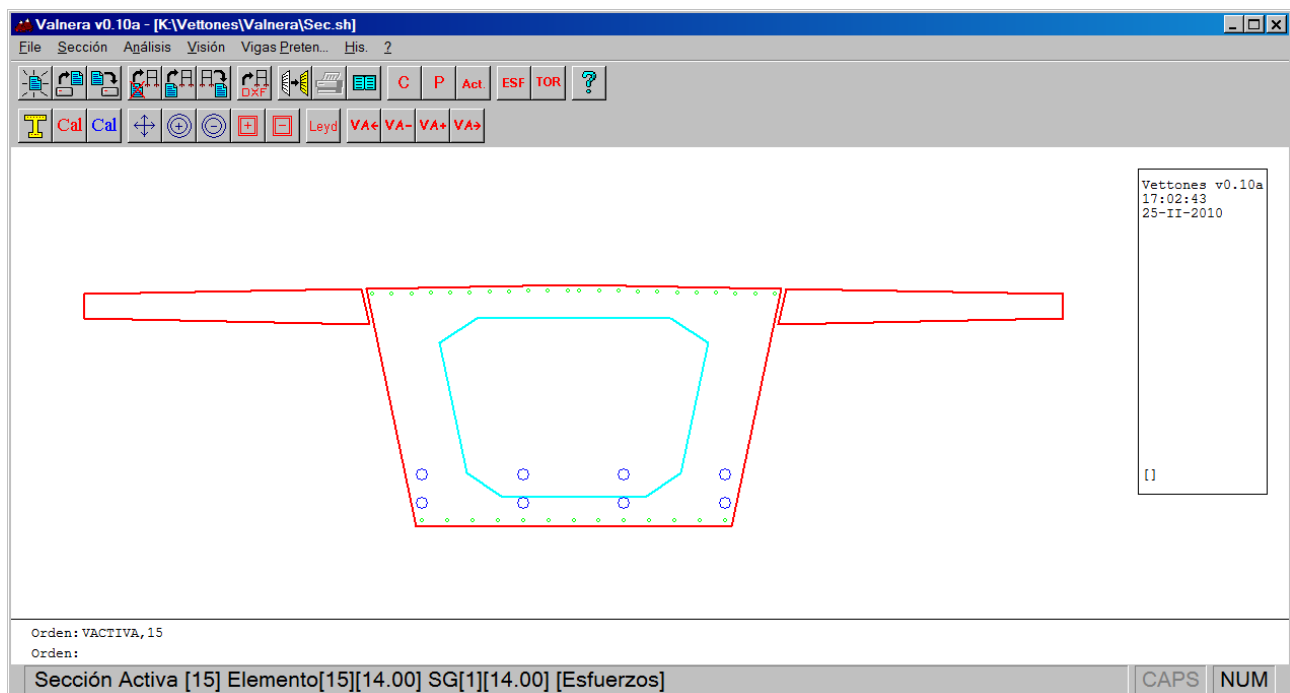 Valnera v0.10a - [K:\Vettones\Valnera\Sec.sh]
File Sección Análisis Visión Vigas Preten... His. ?
DXF C P Act. ESF TOR ?
Cal Cal Leyd VA← VA- VA+ VA→
Vettones v0.10a
17:02:43
25-II-2010
[]
Orden:VACTIVA,15
Orden:
Sección Activa [15] Elemento[15][14.00] SG[1][14.00] [Esfuerzos]
CAPS NUM